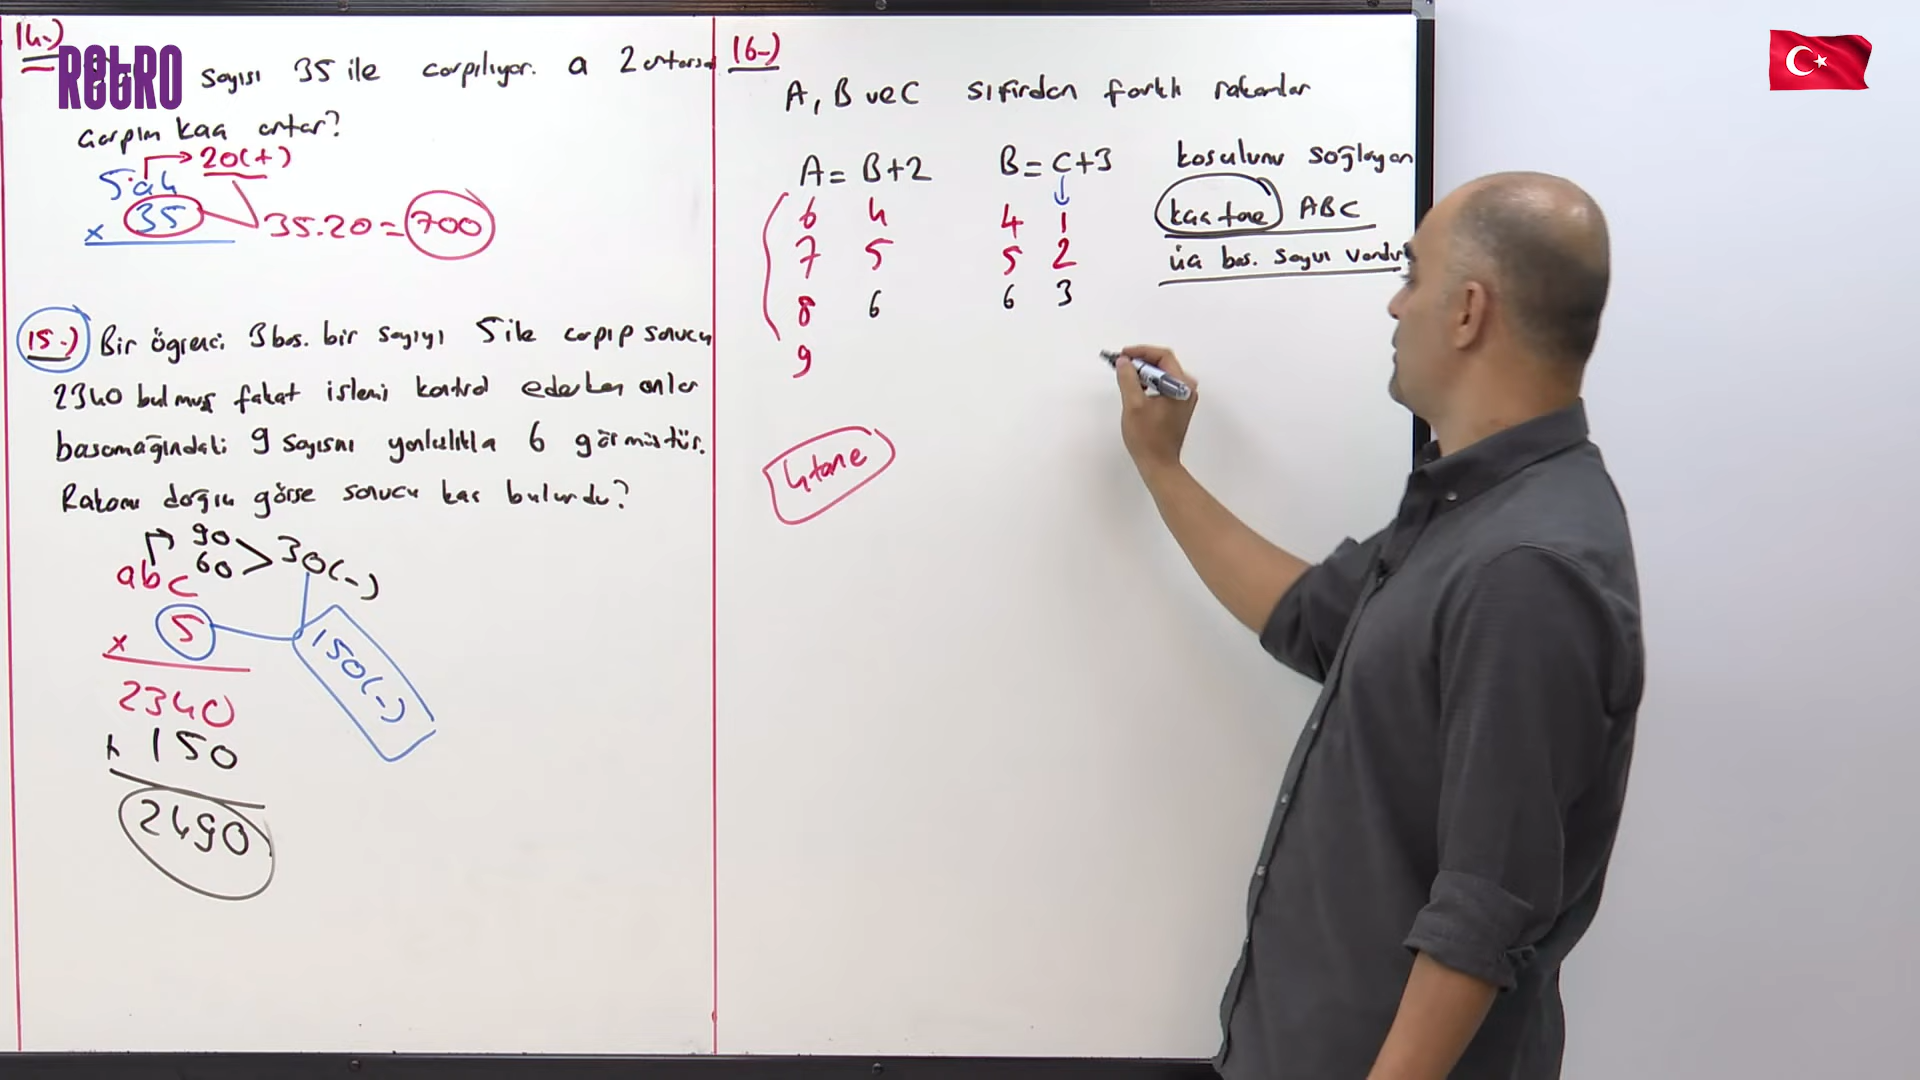 14-)
RETRO
sayısı 35 ile çarpılıyor. a 2 artarsa
çarpım kaç artar?
20(+)
5a4
x 35
35.20=700
15-) Bir öğrenci 3 bas. bir sayıyı 5 ile çarpıp sonucu
2340 bulmuş fakat işlemi kontrol ederken onlar
basamağındaki 9 sayısını yanlışlıkla 6 görmüştür.
Rakamı doğru görse sonucu kaç bulurdu?
90
60
30(-)
abc
x 5
150(-)
2340
+ 150
2490
16-)
A, B ve C sıfırdan farklı rakamlar
A= B+2 B= C+3 koşulunu sağlayan
kaç tane ABC
üç bas. sayısı vardır
6 4 4 1
7 5 5 2
8 6 6 3
9
4 tane